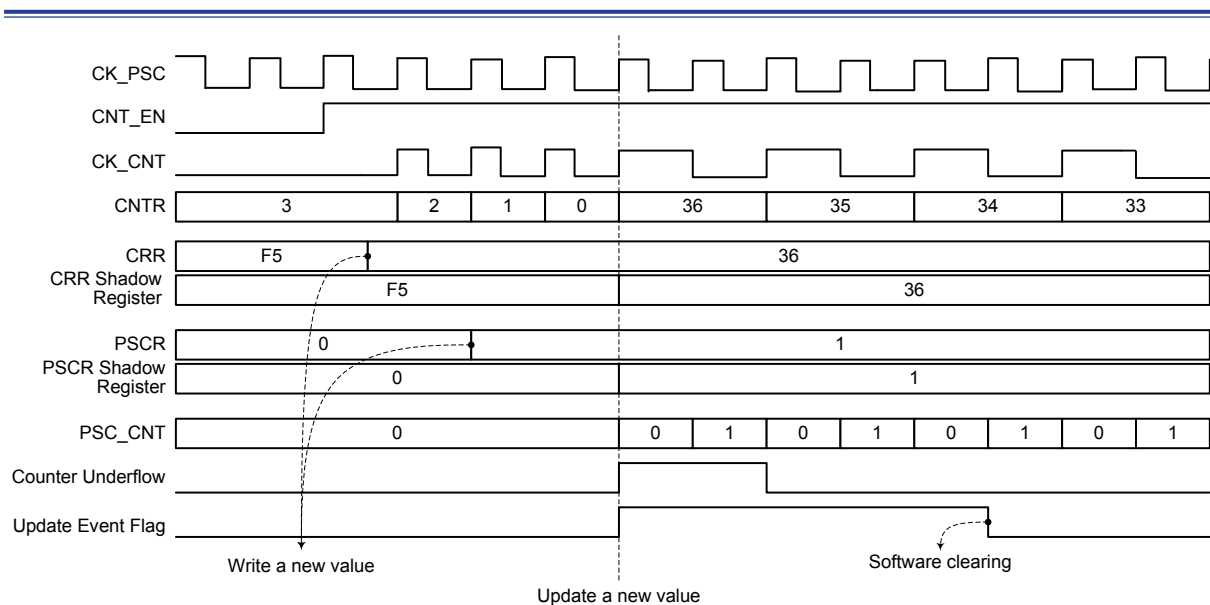 CK_PSC
CNT_EN
CK_CNT
CNTR 3 2 1 0 36 35 34 33
CRR F5 36
CRR Shadow
Register F5 36
PSCR 0 1
PSCR Shadow
Register 0 1
PSC_CNT 0 0 1 0 1 0 1 0 1
Counter Underflow
Update Event Flag
Write a new value
Software clearing
Update a new value